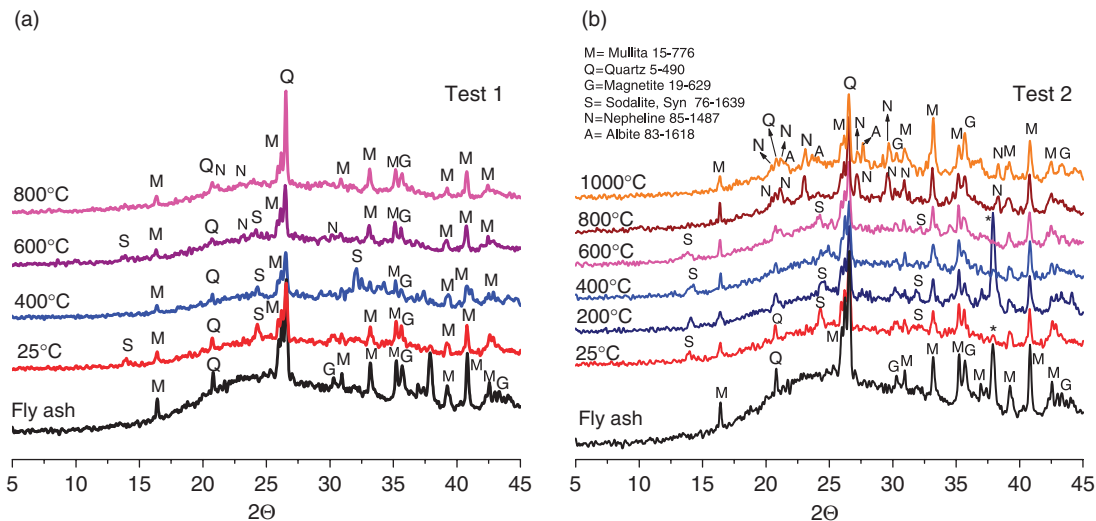 (a)
Test 1
Q
M
Q N N M M G M M M
800°C
M
S M
Q N S N M G M M
600°C
S M
Q S M S M G M M M
400°C
M
Q S M M M G M M M
25°C
S M
Q G M M M G M M M G
Fly ash
M
5 10 15 20 25 30 35 40 45
2Θ
(b)
M= Mullita 15-776
Q=Quartz 5-490
G=Magnetite 19-629
S= Sodalite, Syn 76-1639
N=Nepheline 85-1487
A= Albite 83-1618
Test 2
Q
N Q N A N A M N A N G M M G N M M M G
1000°C
M
N N N N N N M N
800°C
600°C
S S S *
400°C
S S
200°C
Q S S *
25°C
S
Q M G M M M G M M M G
Fly ash
M
5 10 15 20 25 30 35 40 45
2Θ